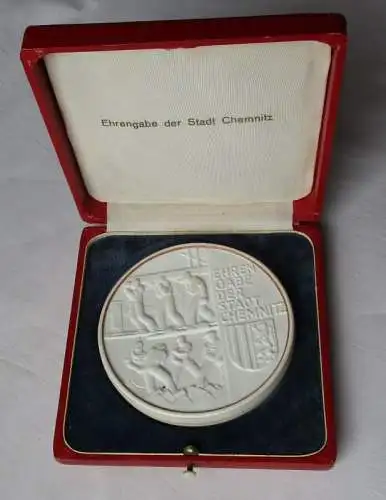 Ehrengabe der Stadt Chemnitz
EHREN
GABE
DER
STADT
CHEMNITZ